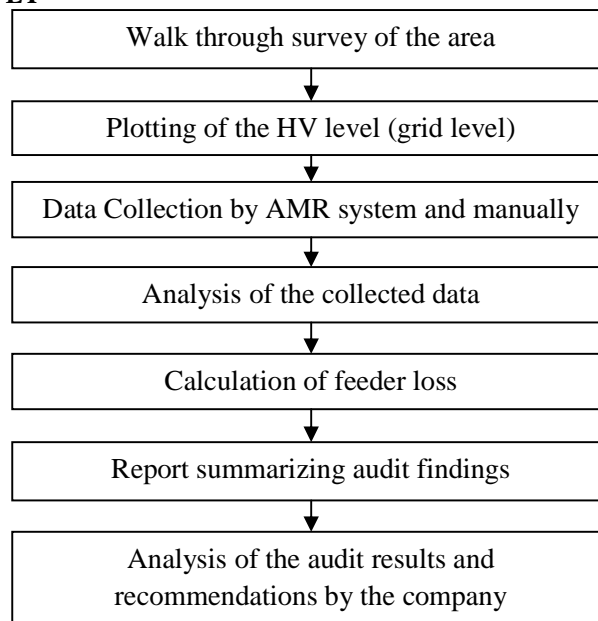 Walk through survey of the area
Plotting of the HV level (grid level)
Data Collection by AMR system and manually
Analysis of the collected data
Calculation of feeder loss
Report summarizing audit findings
Analysis of the audit results and
recommendations by the company